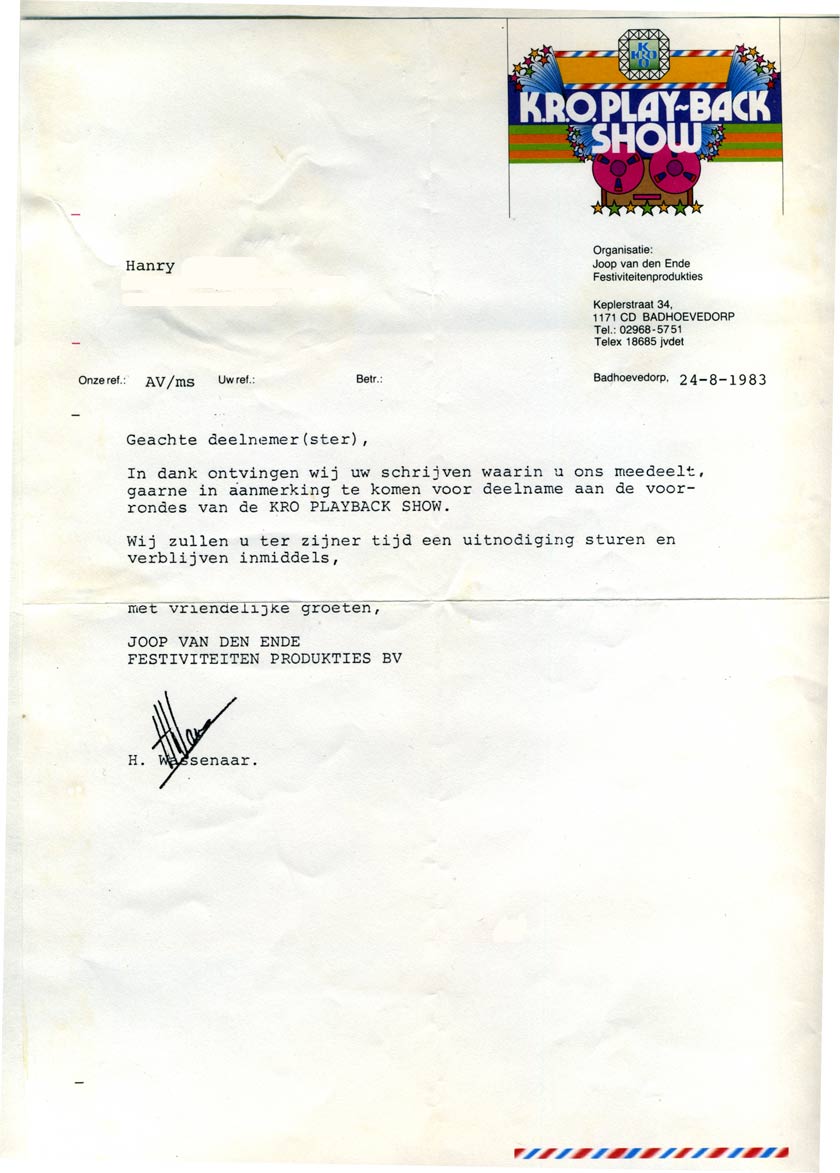 K
KRO
O
K.R.O. PLAY-BACK
SHOW
Organisatie:
Joop van den Ende
Festiviteitenprodukties
Keplerstraat 34,
1171 CD BADHOEVEDORP
Tel.: 02968-5751
Telex 18685 jvdet
Hanry
Onze ref.: AV/ms Uw ref.: Betr.: Badhoevedorp, 24-8-1983
Geachte deelnemer(ster),
In dank ontvingen wij uw schrijven waarin u ons meedeelt,
gaarne in aanmerking te komen voor deelname aan de voor-
rondes van de KRO PLAYBACK SHOW.
Wij zullen u ter zijner tijd een uitnodiging sturen en
verblijven inmiddels,
met vriendelijke groeten,
JOOP VAN DEN ENDE
FESTIVITEITEN PRODUKTIES BV
H. Wassenaar.